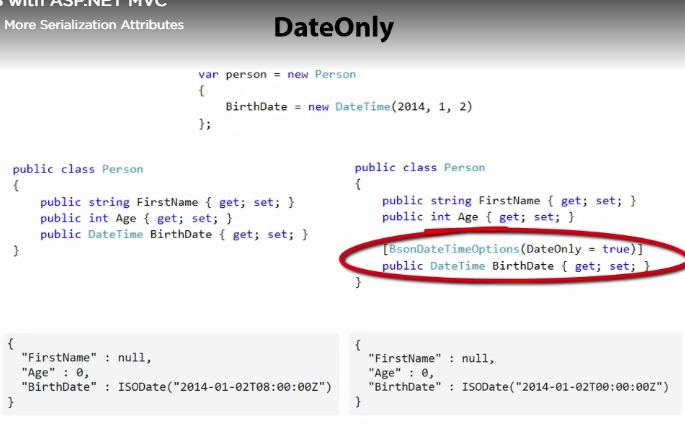 s with ASP.NET MVC
More Serialization Attributes
DateOnly
var person = new Person
{
    BirthDate = new DateTime(2014, 1, 2)
};
public class Person
{
    public string FirstName { get; set; }
    public int Age { get; set; }
    public DateTime BirthDate { get; set; }
}
public class Person
{
    public string FirstName { get; set; }
    public int Age { get; set; }
    [BsonDateTimeOptions(DateOnly = true)]
    public DateTime BirthDate { get; set; }
}
{
  "FirstName" : null,
  "Age" : 0,
  "BirthDate" : ISODate("2014-01-02T08:00:00Z")
}
{
  "FirstName" : null,
  "Age" : 0,
  "BirthDate" : ISODate("2014-01-02T00:00:00Z")
}